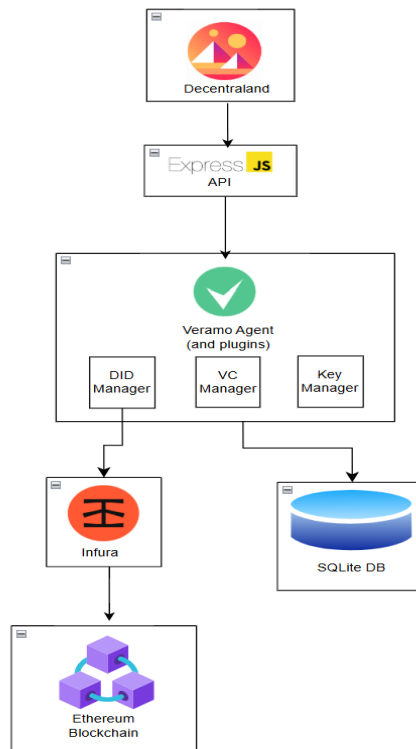 Decentraland
Express JS
API
Veramo Agent
(and plugins)
DID
Manager
VC
Manager
Key
Manager
Infura
SQLite DB
Ethereum
Blockchain